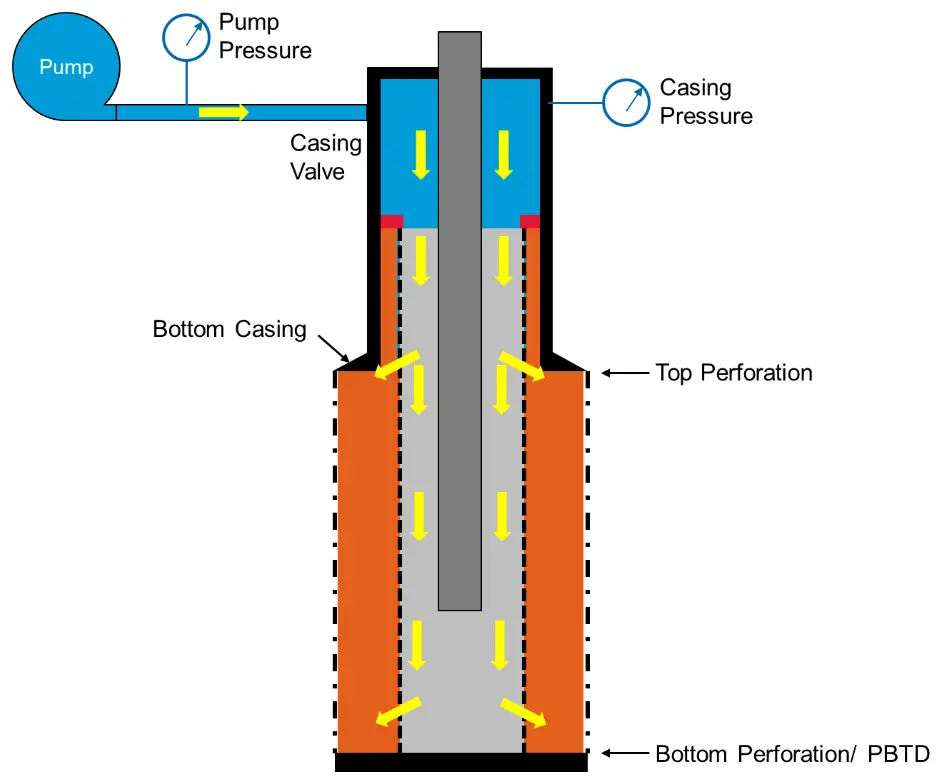 Pump
Pressure
Pump
Casing
Pressure
Casing
Valve
Bottom Casing
Top Perforation
Bottom Perforation/ PBTD